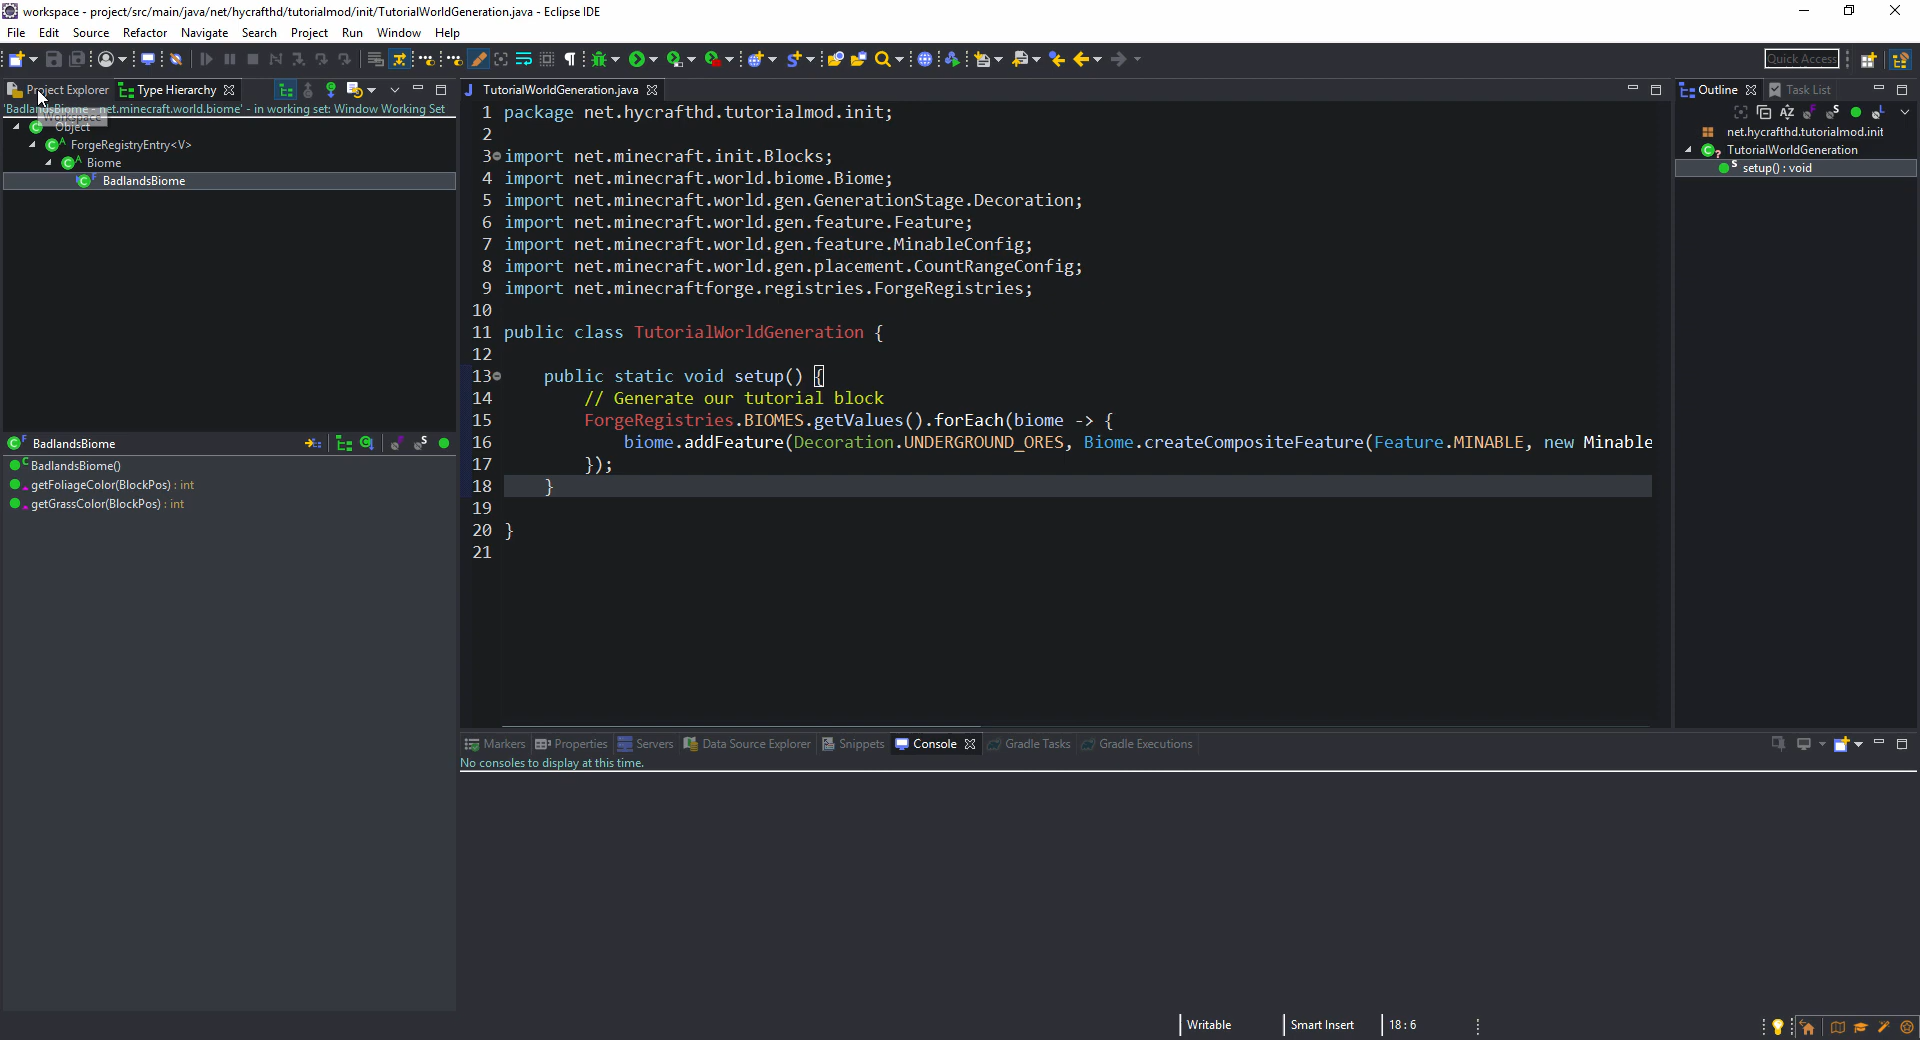 workspace - project/src/main/java/net/hycrafthd/tutorialmod/init/TutorialWorldGeneration.java - Eclipse IDE
File Edit Source Refactor Navigate Search Project Run Window Help
Quick Access
Project Explorer Type Hierarchy
'BadlandsBiome - net.minecraft.world.biome' - in working set: Window Working Set
Workspace
Object
ForgeRegistryEntry<V>
Biome
BadlandsBiome
BadlandsBiome
BadlandsBiome()
getFoliageColor(BlockPos) : int
getGrassColor(BlockPos) : int
TutorialWorldGeneration.java
1 package net.hycrafthd.tutorialmod.init;
2
3 import net.minecraft.init.Blocks;
4 import net.minecraft.world.biome.Biome;
5 import net.minecraft.world.gen.GenerationStage.Decoration;
6 import net.minecraft.world.gen.feature.Feature;
7 import net.minecraft.world.gen.feature.MinableConfig;
8 import net.minecraft.world.gen.placement.CountRangeConfig;
9 import net.minecraftforge.registries.ForgeRegistries;
10
11 public class TutorialWorldGeneration {
12
13 public static void setup() {
14 // Generate our tutorial block
15 ForgeRegistries.BIOMES.getValues().forEach(biome -> {
16 biome.addFeature(Decoration.UNDERGROUND_ORES, Biome.createCompositeFeature(Feature.MINABLE, new Minable
17 });
18 }
19
20 }
21
Outline Task List
net.hycrafthd.tutorialmod.init
TutorialWorldGeneration
setup() : void
Markers Properties Servers Data Source Explorer Snippets Console Gradle Tasks Gradle Executions
No consoles to display at this time.
Writable Smart Insert 18 : 6